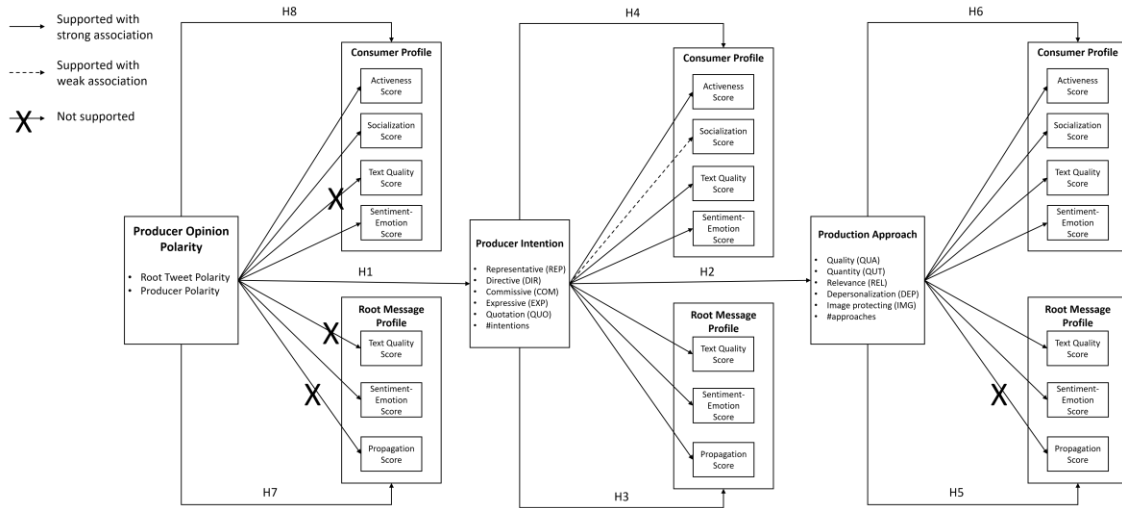 Supported with
strong association
Supported with
weak association
Not supported
H8
Consumer Profile
Activeness
Score
Socialization
Score
Text Quality
Score
Sentiment-
Emotion
Score
Producer Opinion
Polarity
• Root Tweet Polarity
• Producer Polarity
H1
Root Message
Profile
Text Quality
Score
Sentiment-
Emotion
Score
Propagation
Score
H7
H4
Consumer Profile
Activeness
Score
Socialization
Score
Text Quality
Score
Sentiment-
Emotion
Score
Producer Intention
• Representative (REP)
• Directive (DIR)
• Commissive (COM)
• Expressive (EXP)
• Quotation (QUO)
• #intentions
H2
Root Message
Profile
Text Quality
Score
Sentiment-
Emotion
Score
Propagation
Score
H3
H6
Consumer Profile
Activeness
Score
Socialization
Score
Text Quality
Score
Sentiment-
Emotion
Score
Production Approach
• Quality (QUA)
• Quantity (QUT)
• Relevance (REL)
• Depersonalization (DEP)
• Image protecting (IMG)
• #approaches
Root Message
Profile
Text Quality
Score
Sentiment-
Emotion
Score
Propagation
Score
H5